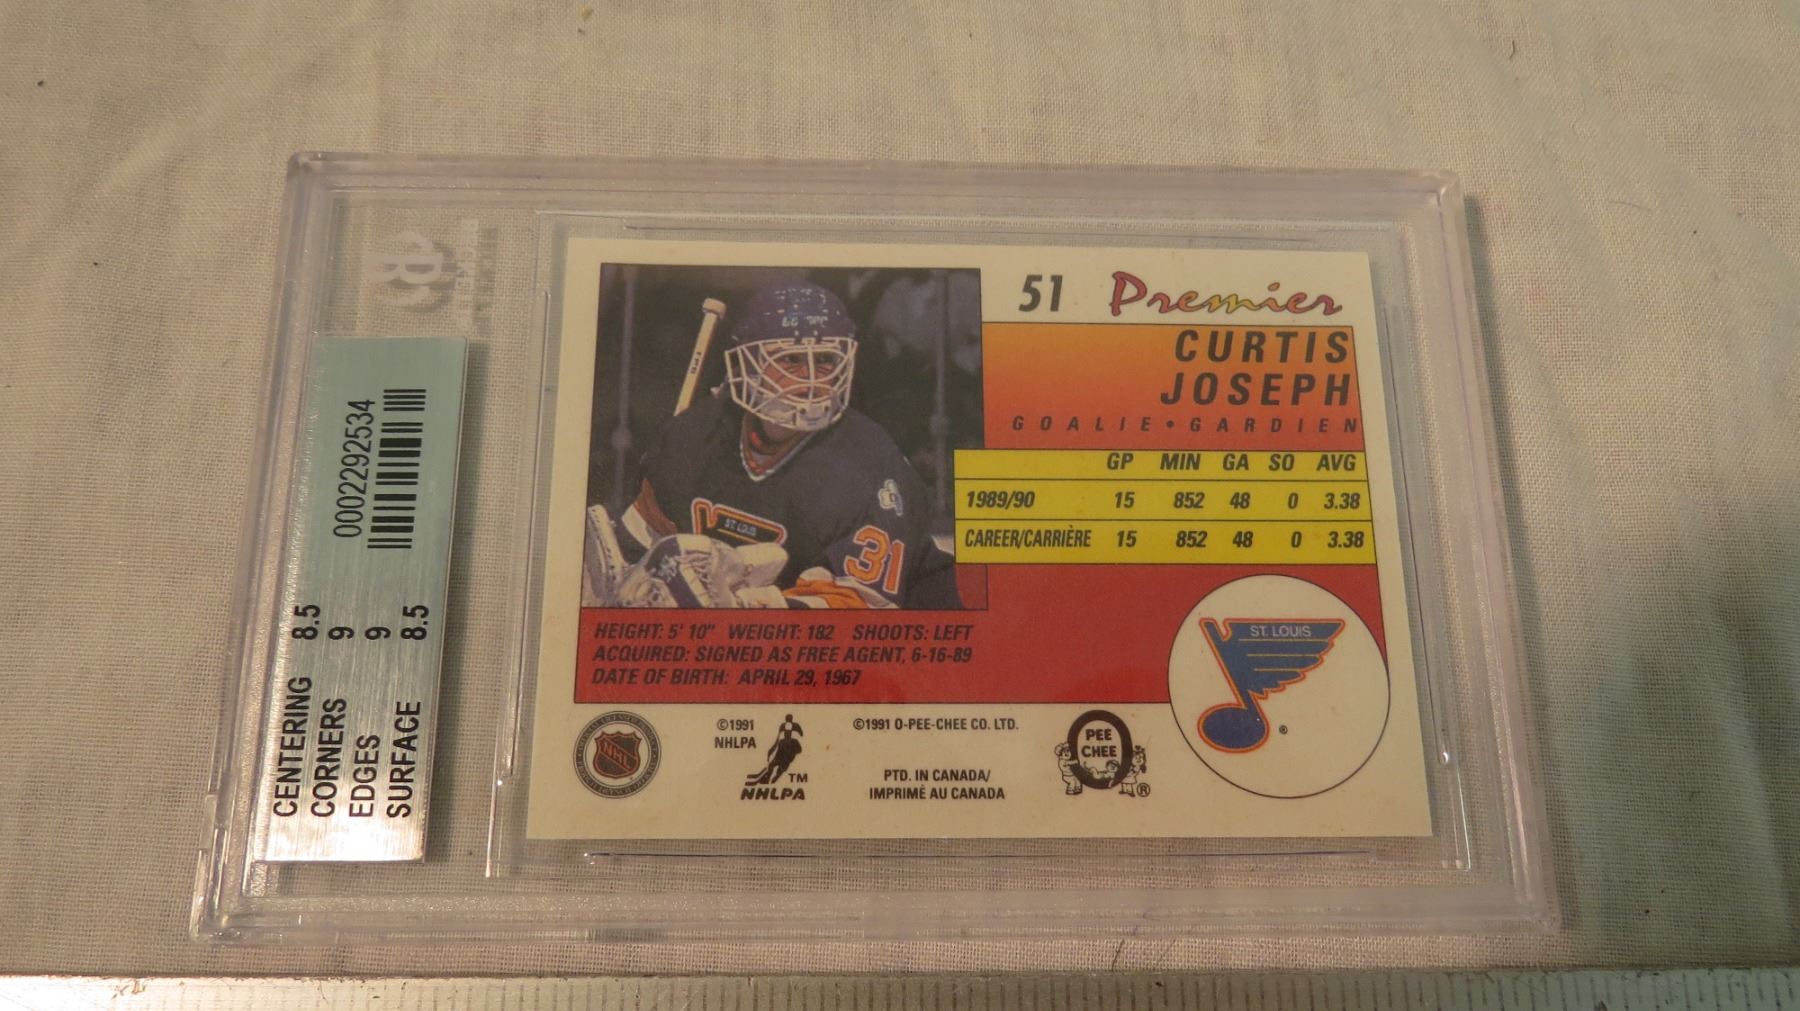 51 Premier
CURTIS
JOSEPH
GOALIE • GARDIEN
GP MIN GA SO AVG
1989/90 15 852 48 0 3.38
CAREER/CARRIÈRE 15 852 48 0 3.38
ST. LOUIS
31
HEIGHT: 5' 10" WEIGHT: 182 SHOOTS: LEFT
ACQUIRED: SIGNED AS FREE AGENT, 6-16-89
DATE OF BIRTH: APRIL 29, 1967
ST. LOUIS
®
NHL
©1991
NHLPA
TM
NHLPA
©1991 O-PEE-CHEE CO. LTD.
PTD. IN CANADA/
IMPRIMÉ AU CANADA
PEE
CHEE
®
0002292534
CENTERING 8.5
CORNERS 9
EDGES 9
SURFACE 8.5